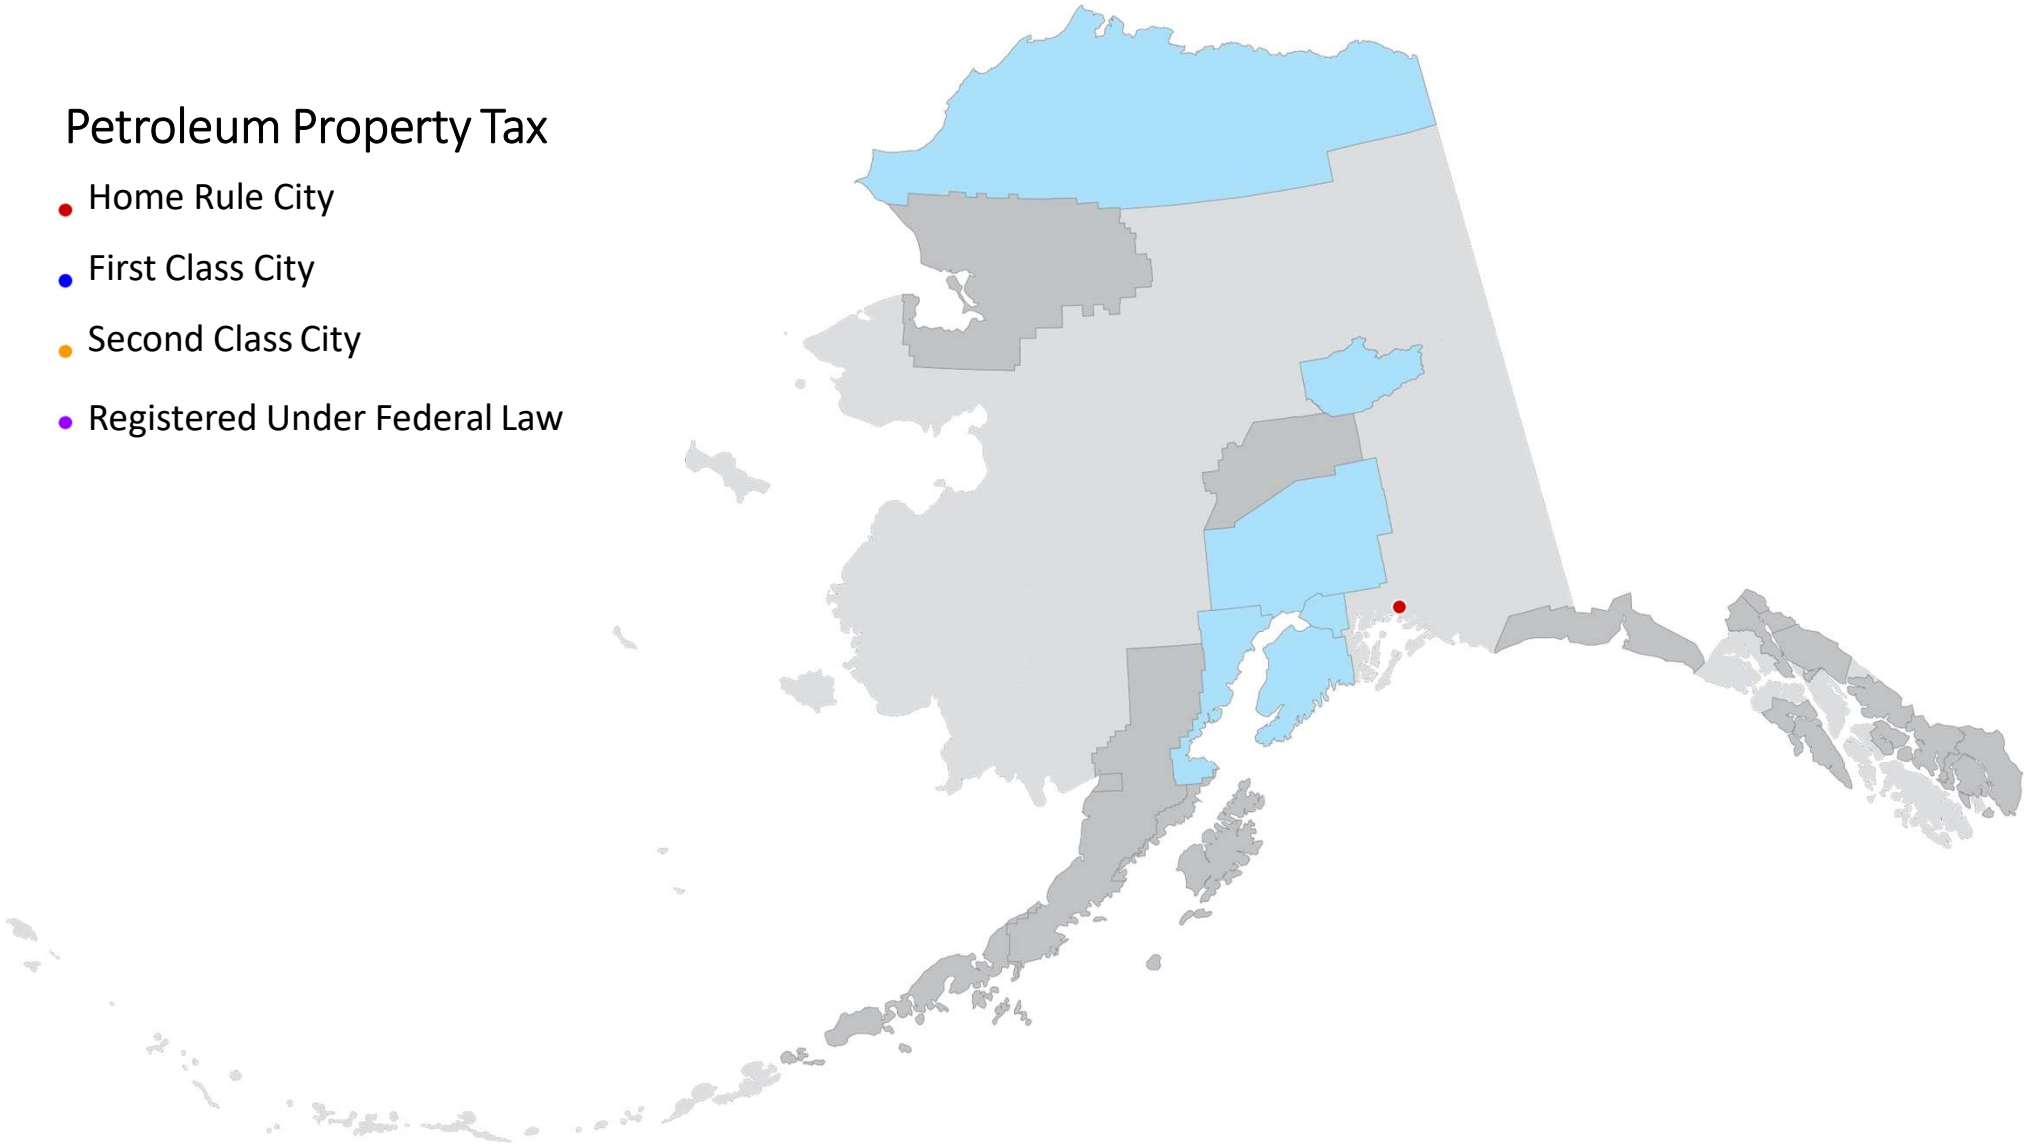 Petroleum Property Tax
Home Rule City
First Class City
Second Class City
Registered Under Federal Law